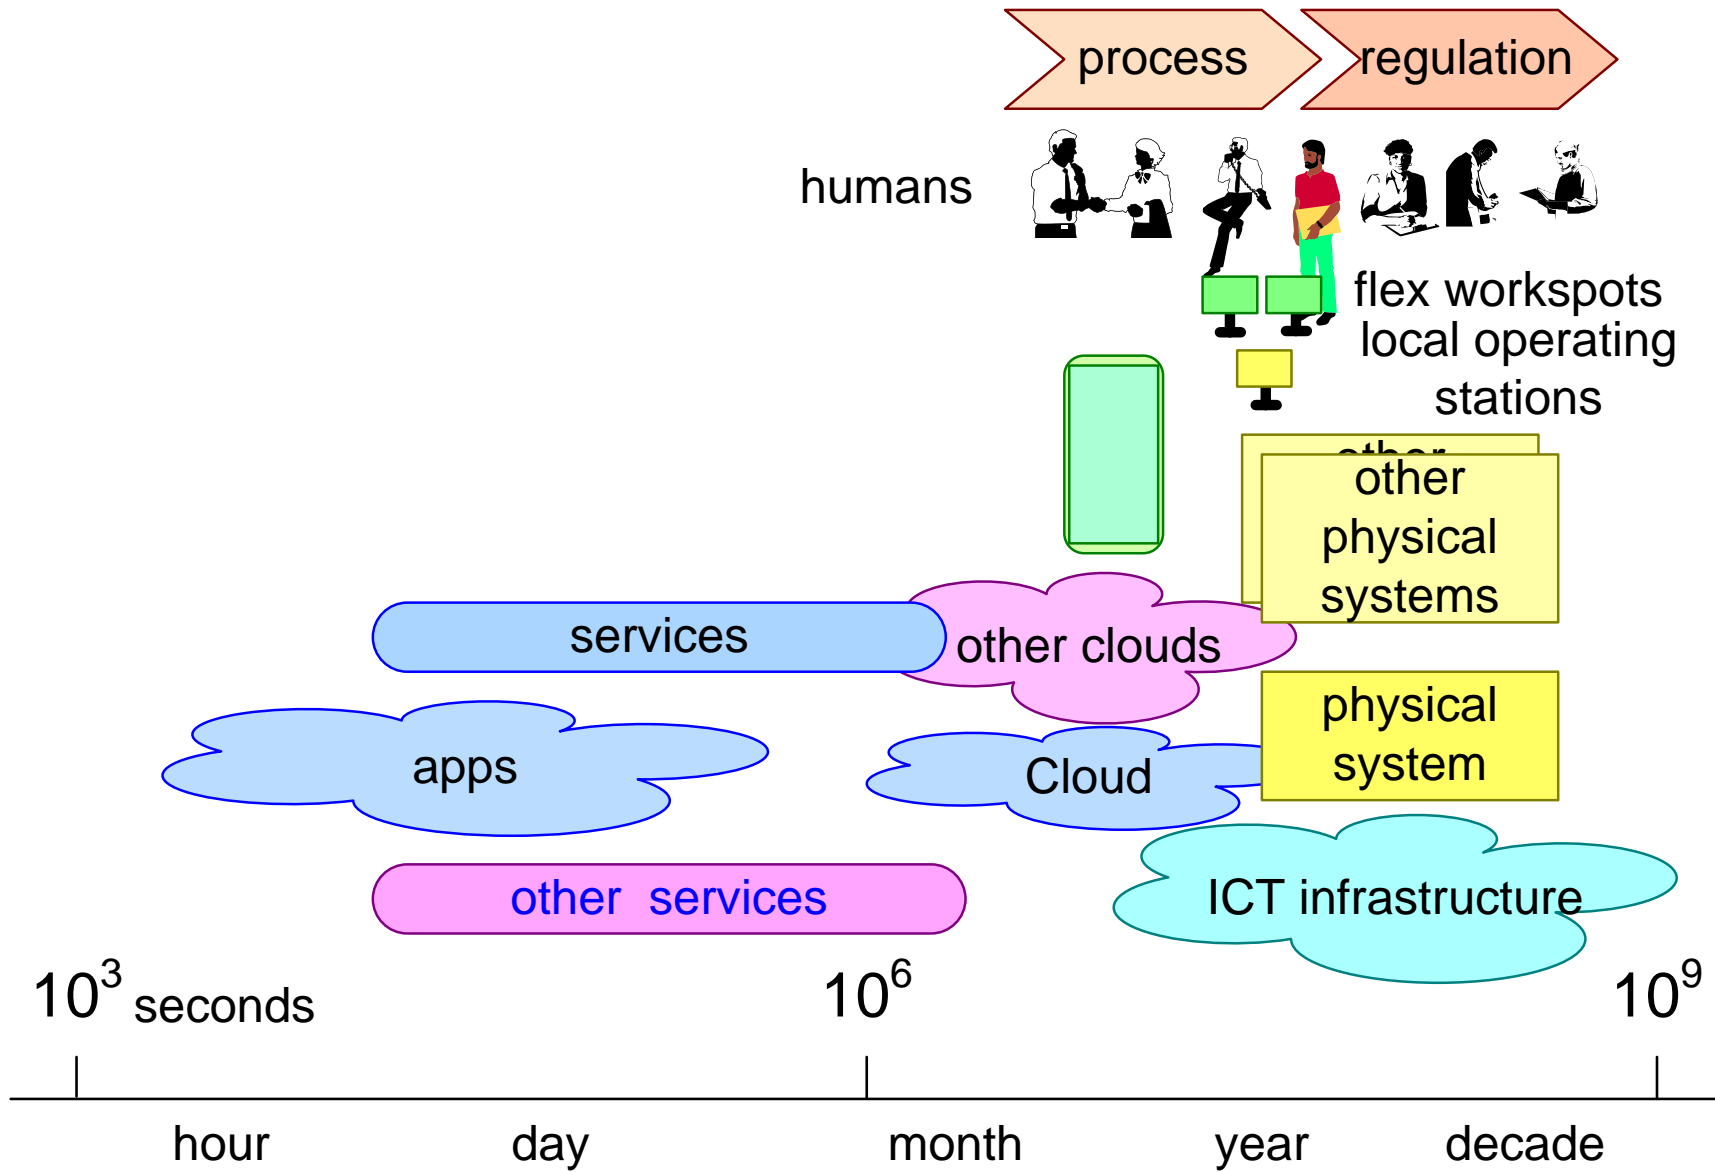 process
regulation
humans
flex workspots
local operating
stations
other
other
physical
systems
services
other clouds
physical
system
apps
Cloud
other services
ICT infrastructure
10³ seconds
10⁶
10⁹
hour
day
month
year
decade